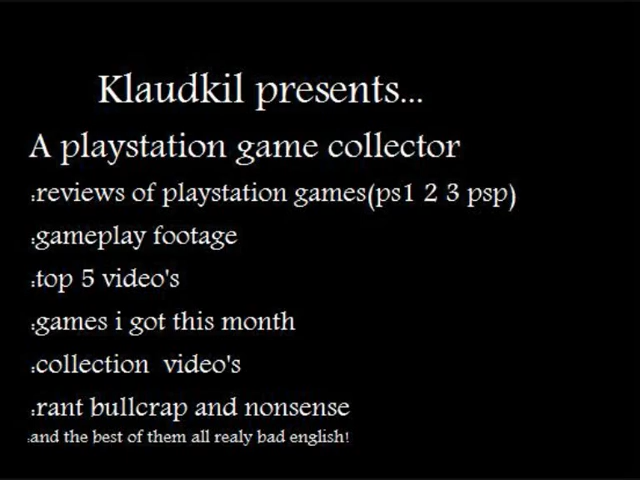 Klaudkil presents...
A playstation game collector
:reviews of playstation games(ps1 2 3 psp)
:gameplay footage
:top 5 video's
:games i got this month
:collection  video's
:rant bullcrap and nonsense
:and the best of them all realy bad english!